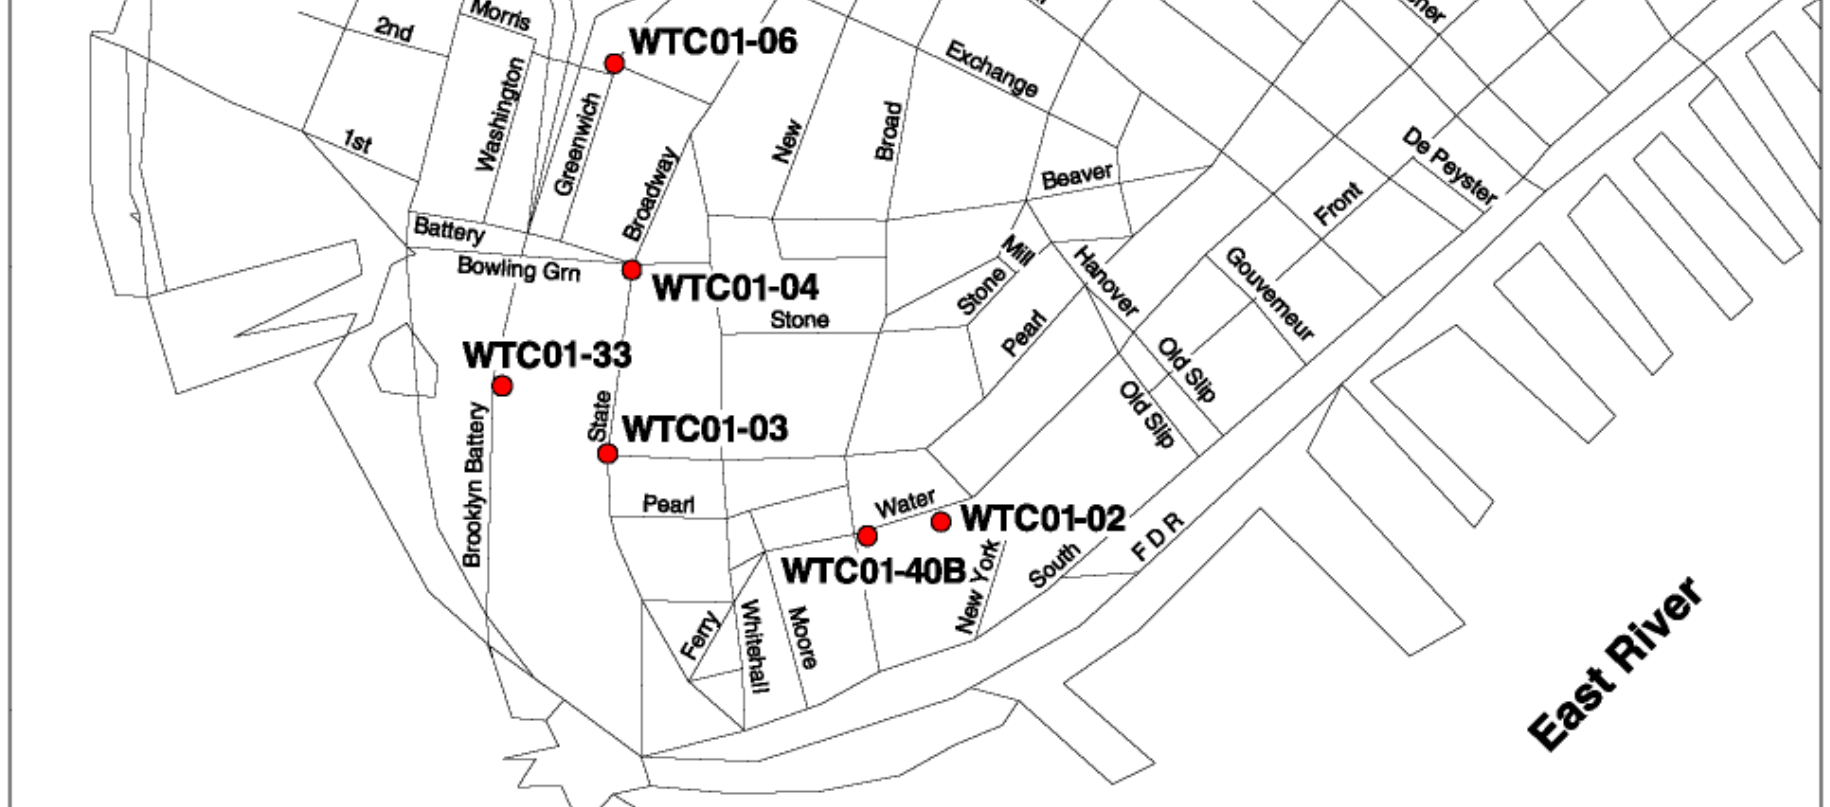 Morris
2nd
WTC01-06
Exchange
Washington
Greenwich
New
Broad
1st
De Peyster
Beaver
Broadway
Front
Battery
Bowling Grn
WTC01-04
Mill
Stone
Hanover
Gouverneur
Stone
Pearl
WTC01-33
Old Slip
Old Slip
State
WTC01-03
Brooklyn Battery
Pearl
Water
WTC01-02
WTC01-40B
New York
South
F D R
Ferry
Whitehall
Moore
East River